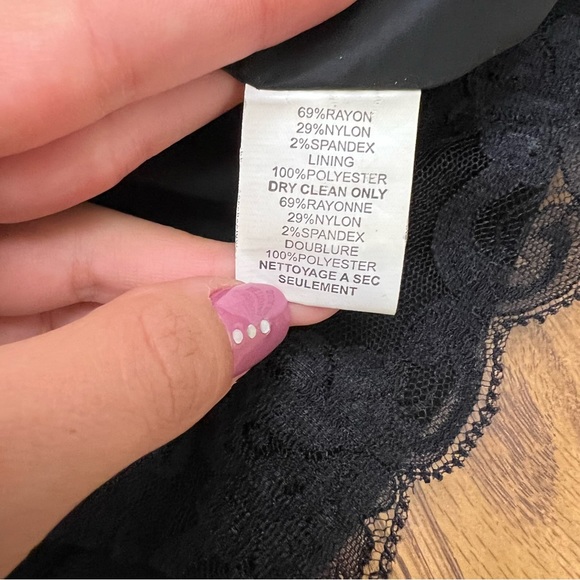 69%RAYON
29%NYLON
2%SPANDEX
LINING
100%POLYESTER
DRY CLEAN ONLY
69%RAYONNE
29%NYLON
2%SPANDEX
DOUBLURE
100%POLYESTER
NETTOYAGE A SEC
SEULEMENT